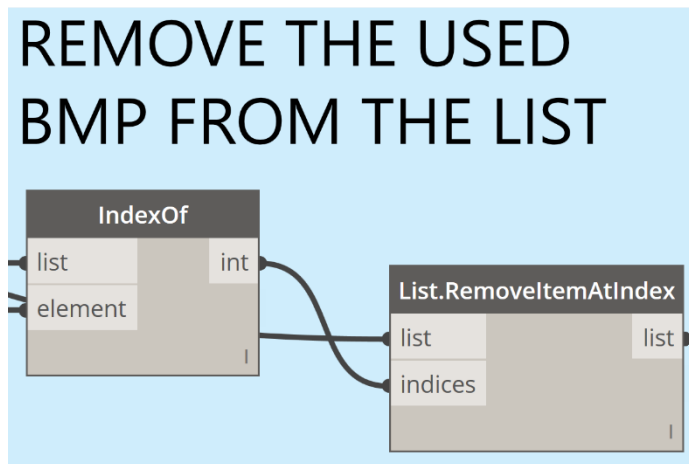 REMOVE THE USED
BMP FROM THE LIST
IndexOf
list int
element
l
List.RemoveItemAtIndex
list list
indices
l